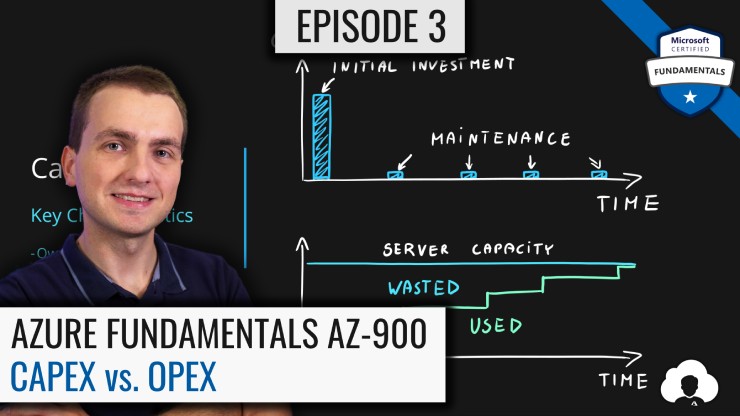 EPISODE 3
Microsoft
CERTIFIED
FUNDAMENTALS
INITIAL INVESTMENT
MAINTENANCE
TIME
Key Ch
tics
SERVER CAPACITY
WASTED
USED
TIME
AZURE FUNDAMENTALS AZ-900
CAPEX vs. OPEX